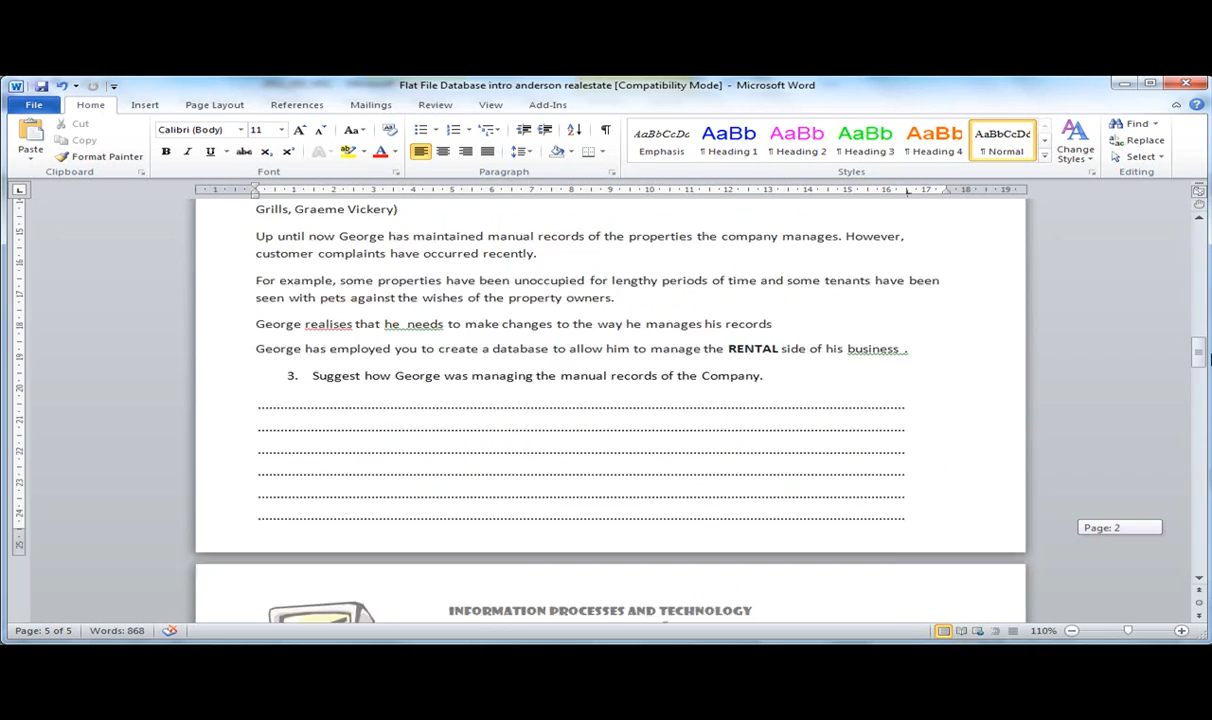 Flat File Database intro anderson realestate [Compatibility Mode] - Microsoft Word
File Home Insert Page Layout References Mailings Review View Add-Ins
Paste
Cut
Copy
Format Painter
Clipboard
Calibri (Body) 11
Font
Paragraph
AaBbCcDc Emphasis
AaBb Heading 1
AaBb Heading 2
AaBb Heading 3
AaBb Heading 4
AaBbCcDc Normal
Change Styles
Styles
Find
Replace
Select
Editing
Grills, Graeme Vickery)
Up until now George has maintained manual records of the properties the company manages. However,
customer complaints have occurred recently.
For example, some properties have been unoccupied for lengthy periods of time and some tenants have been
seen with pets against the wishes of the property owners.
George realises that he needs to make changes to the way he manages his records
George has employed you to create a database to allow him to manage the RENTAL side of his business .
3. Suggest how George was managing the manual records of the Company.
Page: 2
INFORMATION PROCESSES AND TECHNOLOGY
Page: 5 of 5 Words: 868 110%